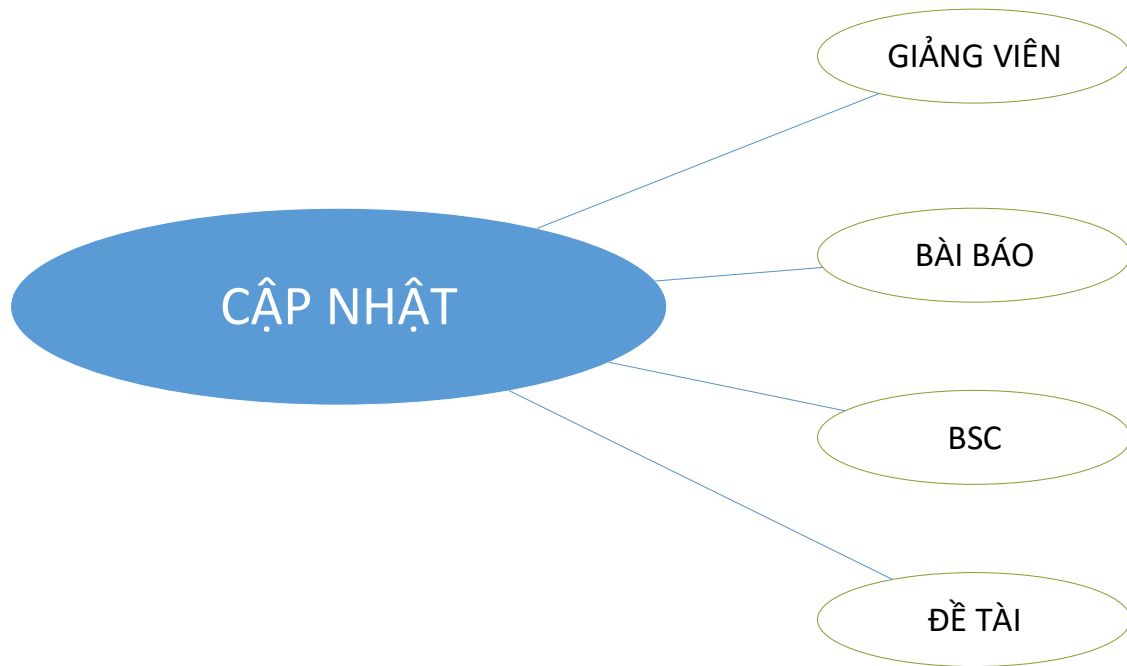 GIẢNG VIÊN
BÀI BÁO
CẬP NHẬT
BSC
ĐỀ TÀI